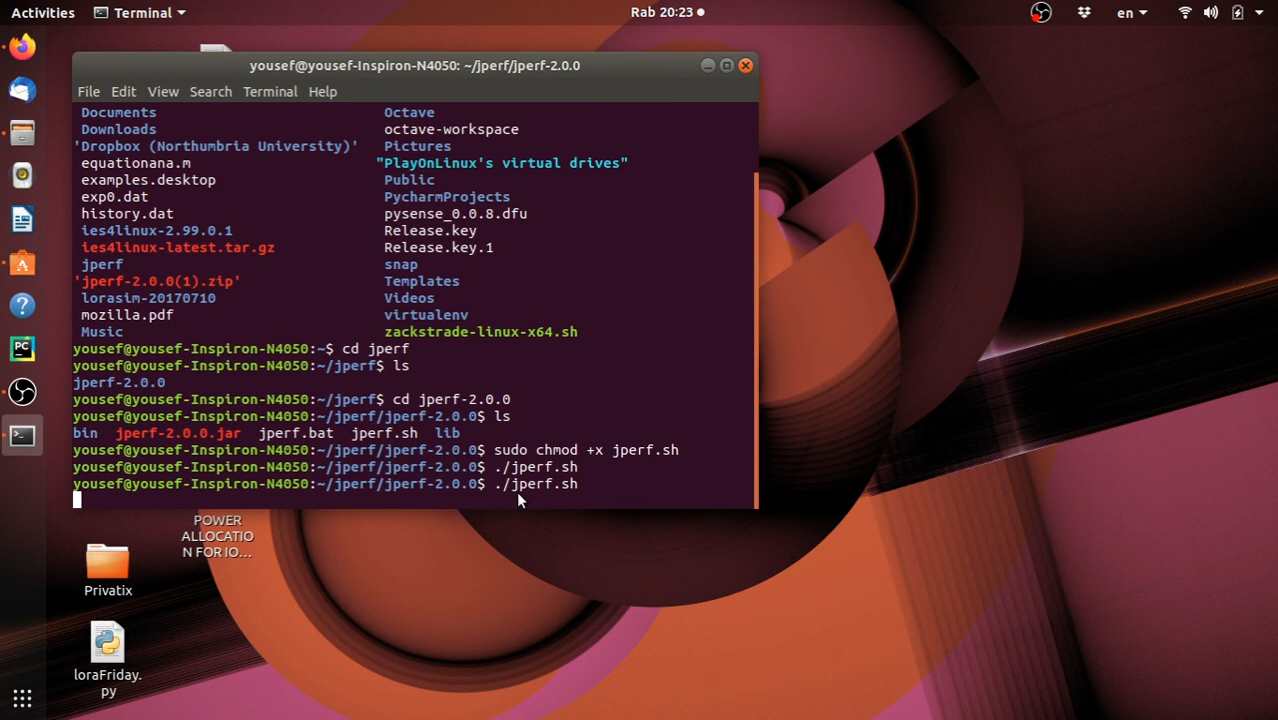 Activities Terminal Rab 20:23 en
yousef@yousef-Inspiron-N4050: ~/jperf/jperf-2.0.0
File Edit View Search Terminal Help
Documents Octave
Downloads octave-workspace
'Dropbox (Northumbria University)' Pictures
equationana.m "PlayOnLinux's virtual drives"
examples.desktop Public
exp0.dat PycharmProjects
history.dat pysense_0.0.8.dfu
ies4linux-2.99.0.1 Release.key
ies4linux-latest.tar.gz Release.key.1
jperf snap
'jperf-2.0.0(1).zip' Templates
lorasim-20170710 Videos
mozilla.pdf virtualenv
Music zackstrade-linux-x64.sh
yousef@yousef-Inspiron-N4050:~$ cd jperf
yousef@yousef-Inspiron-N4050:~/jperf$ ls
jperf-2.0.0
yousef@yousef-Inspiron-N4050:~/jperf$ cd jperf-2.0.0
yousef@yousef-Inspiron-N4050:~/jperf/jperf-2.0.0$ ls
bin jperf-2.0.0.jar jperf.bat jperf.sh lib
yousef@yousef-Inspiron-N4050:~/jperf/jperf-2.0.0$ sudo chmod +x jperf.sh
yousef@yousef-Inspiron-N4050:~/jperf/jperf-2.0.0$ ./jperf.sh
yousef@yousef-Inspiron-N4050:~/jperf/jperf-2.0.0$ ./jperf.sh
POWER
ALLOCATIO
N FOR IO...
Privatix
loraFriday.
py
PC